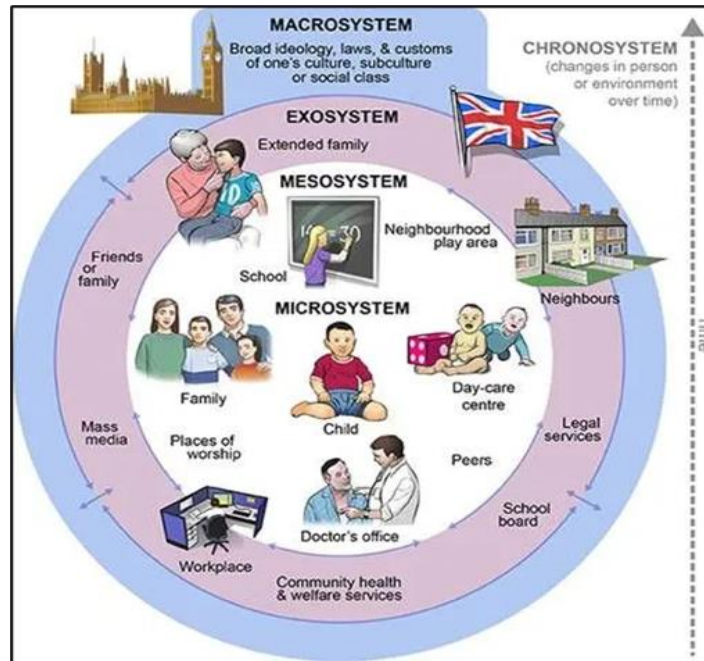 MACROSYSTEM
Broad ideology, laws, & customs
of one's culture, subculture
or social class
CHRONOSYSTEM
(changes in person
or environment
over time)
EXOSYSTEM
Extended family
MESOSYSTEM
Neighbourhood
play area
School
Friends
or family
Neighbours
MICROSYSTEM
Family
Child
Day-care
centre
Mass
media
Places of
worship
Peers
Legal
services
School
board
Doctor's office
Workplace
Community health
& welfare services